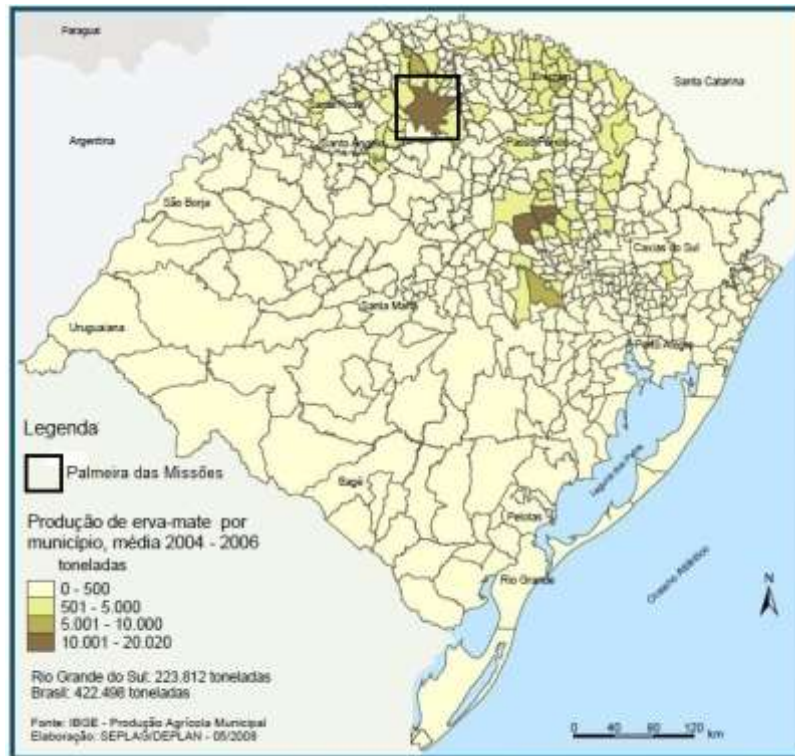 Paraguai
Santa Catarina
Argentina
Erechim
Santa Rosa
Santo Ângelo
Passo Fundo
São Borja
Caxias do Sul
Santa Maria
Uruguaiana
Porto Alegre
Legenda
Palmeira das Missões
Bagé
Laguna dos Patos
Pelotas
Produção de erva-mate por
município, média 2004 - 2006
toneladas
Rio Grande
Oceano Atlântico
N
0 - 500
501 - 5.000
5.001 - 10.000
10.001 - 20.020
Rio Grande do Sul: 223.812 toneladas
Brasil: 422.498 toneladas
Fonte: IBGE - Produção Agrícola Municipal
Elaboração: SEPLAG/DEPLAN - 05/2008
0 40 80 120 km